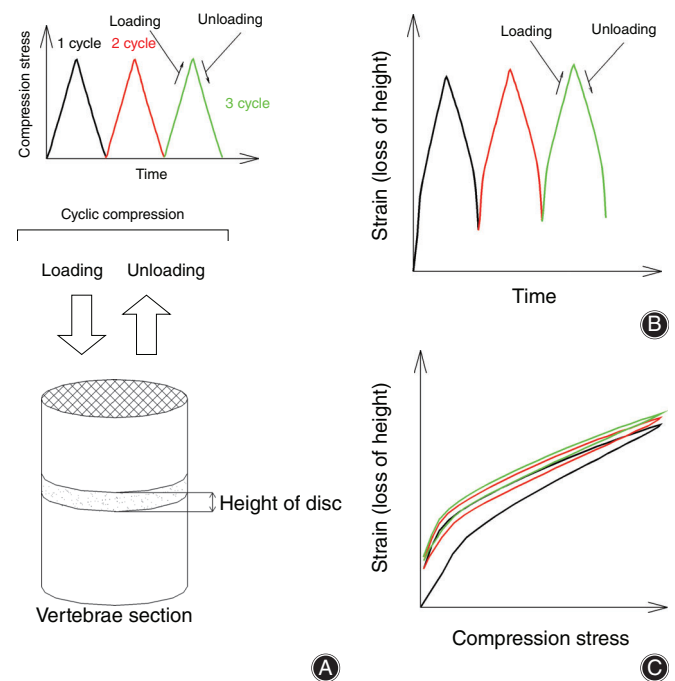 Loading
Unloading
1 cycle
2 cycle
3 cycle
Compression stress
Time
Cyclic compression
Loading
Unloading
Height of disc
Vertebrae section
A
Loading
Unloading
Strain (loss of height)
Time
B
Strain (loss of height)
Compression stress
C